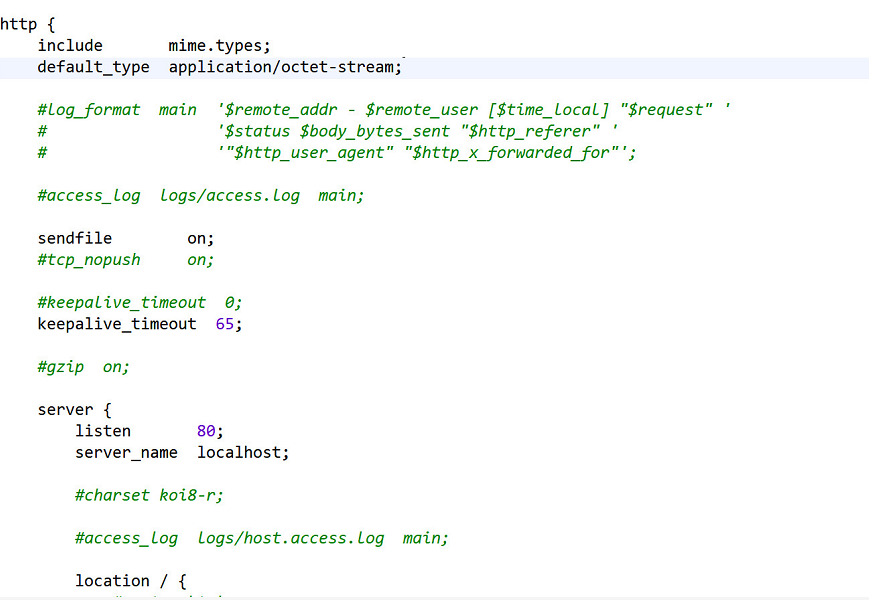 http {
    include       mime.types;
    default_type  application/octet-stream;
    #log_format  main  '$remote_addr - $remote_user [$time_local] "$request" '
    #                  '$status $body_bytes_sent "$http_referer" '
    #                  '"$http_user_agent" "$http_x_forwarded_for"';
    #access_log  logs/access.log  main;
    sendfile        on;
    #tcp_nopush     on;
    #keepalive_timeout  0;
    keepalive_timeout  65;
    #gzip  on;
    server {
        listen       80;
        server_name  localhost;
        #charset koi8-r;
        #access_log  logs/host.access.log  main;
        location / {